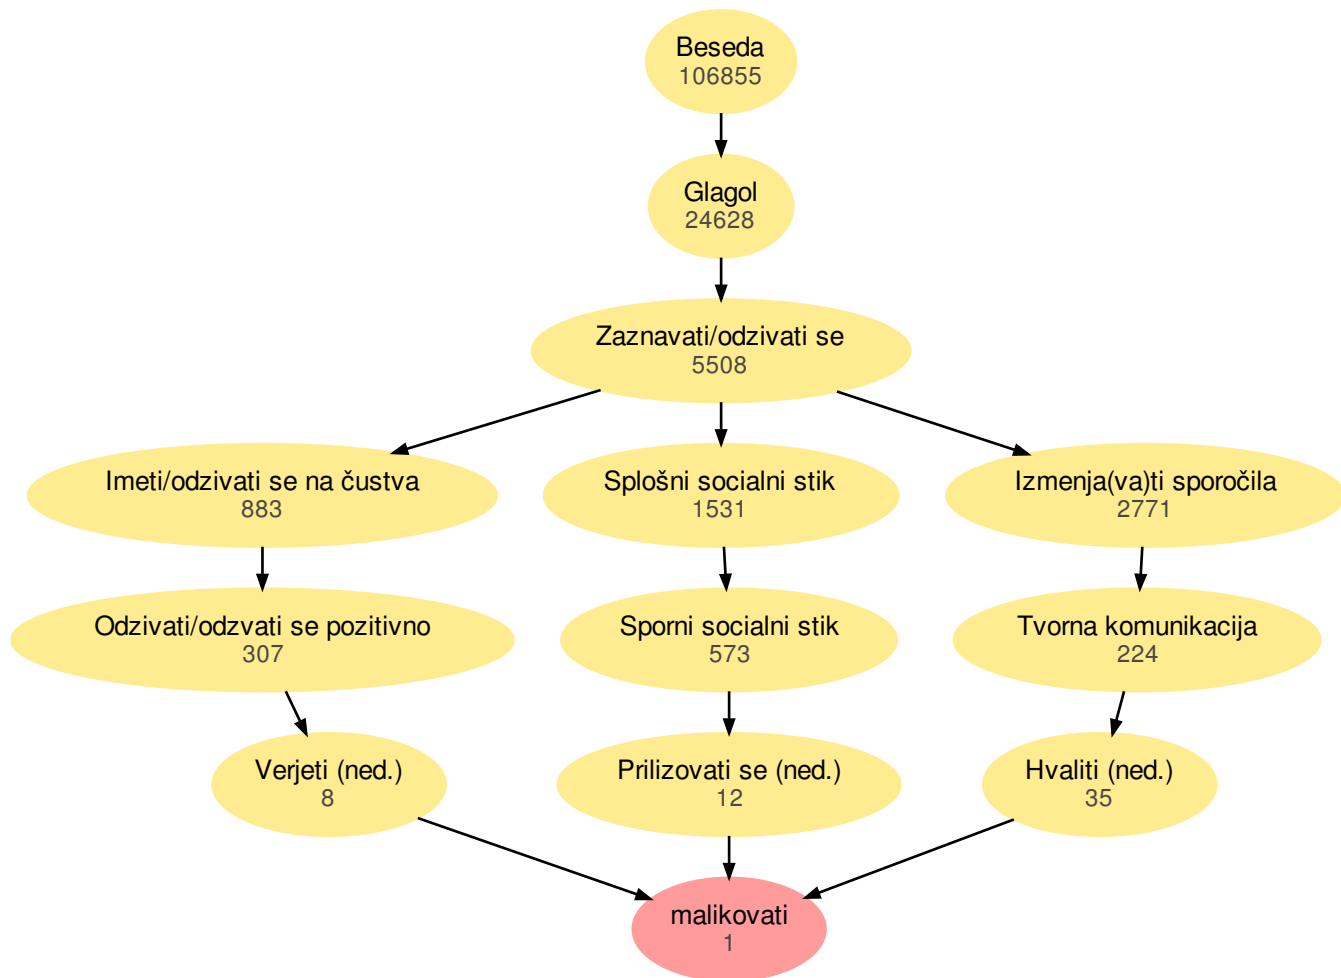 Beseda
106855
Glagol
24628
Zaznavati/odzivati se
5508
Imeti/odzivati se na čustva
883
Splošni socialni stik
1531
Izmenja(va)ti sporočila
2771
Odzivati/odzvati se pozitivno
307
Sporni socialni stik
573
Tvorna komunikacija
224
Verjeti (ned.)
8
Prilizovati se (ned.)
12
Hvaliti (ned.)
35
malikovati
1